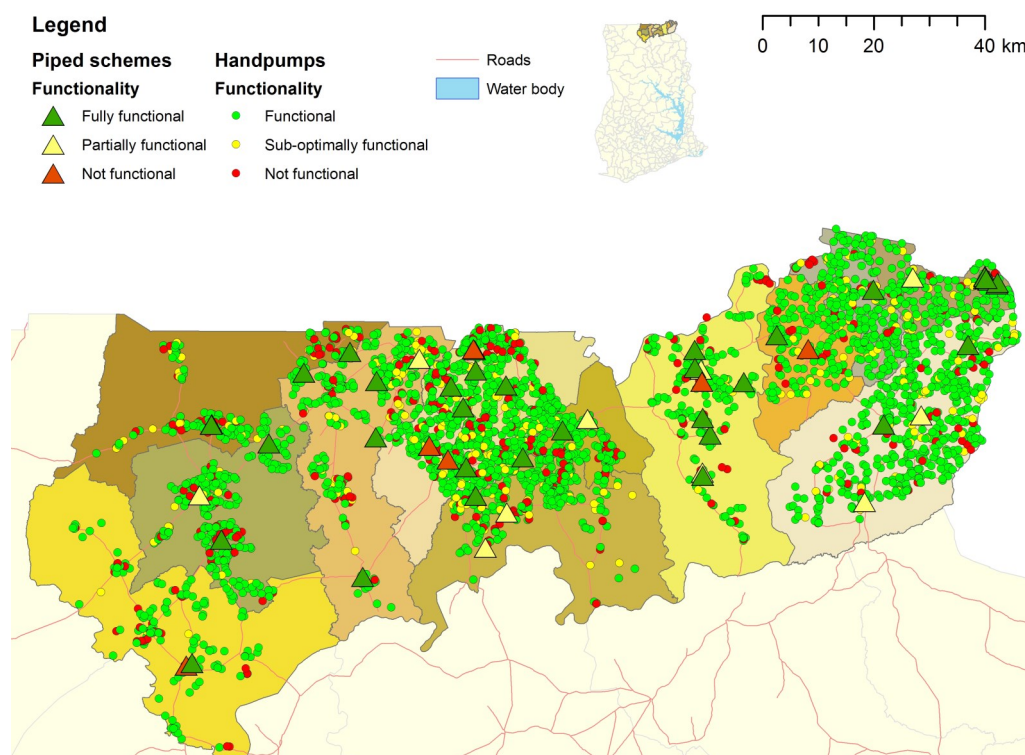 Legend
Piped schemes
Functionality
Fully functional
Partially functional
Not functional
Handpumps
Functionality
Functional
Sub-optimally functional
Not functional
Roads
Water body
0 10 20 40 km